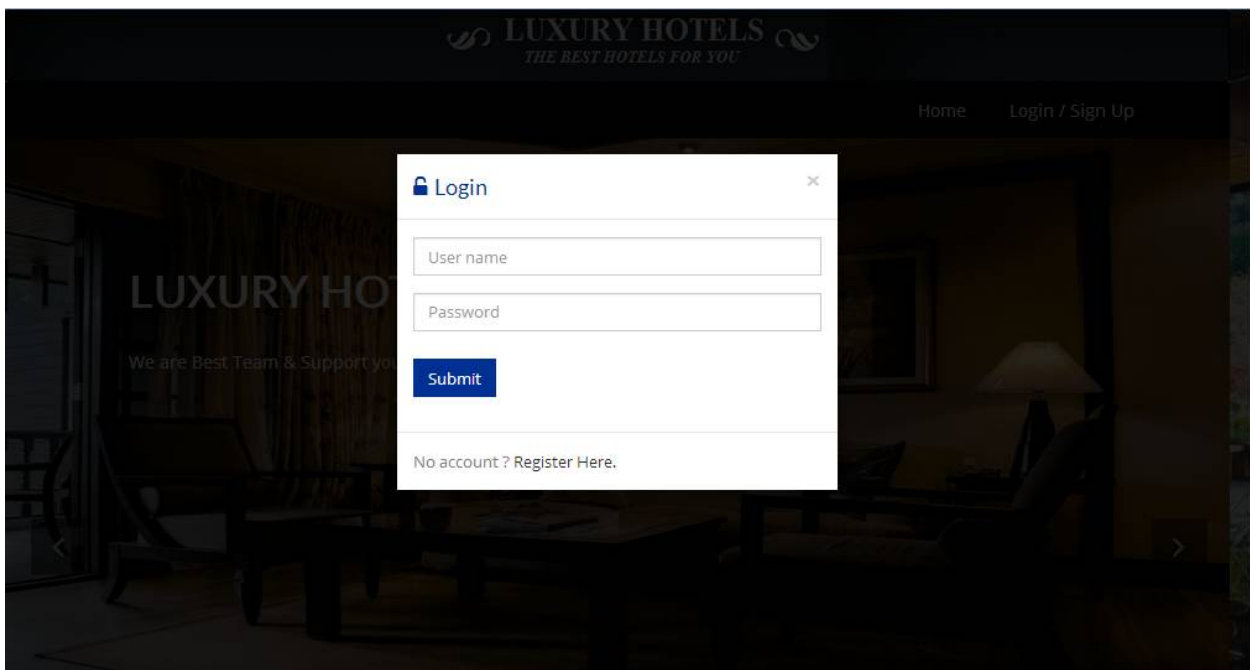 LUXURY HOTELS
THE BEST HOTELS FOR YOU
Home Login / Sign Up
Login ×
User name
LUXURY HO
Password
We are Best Team & Support yo
Submit
No account ? Register Here.